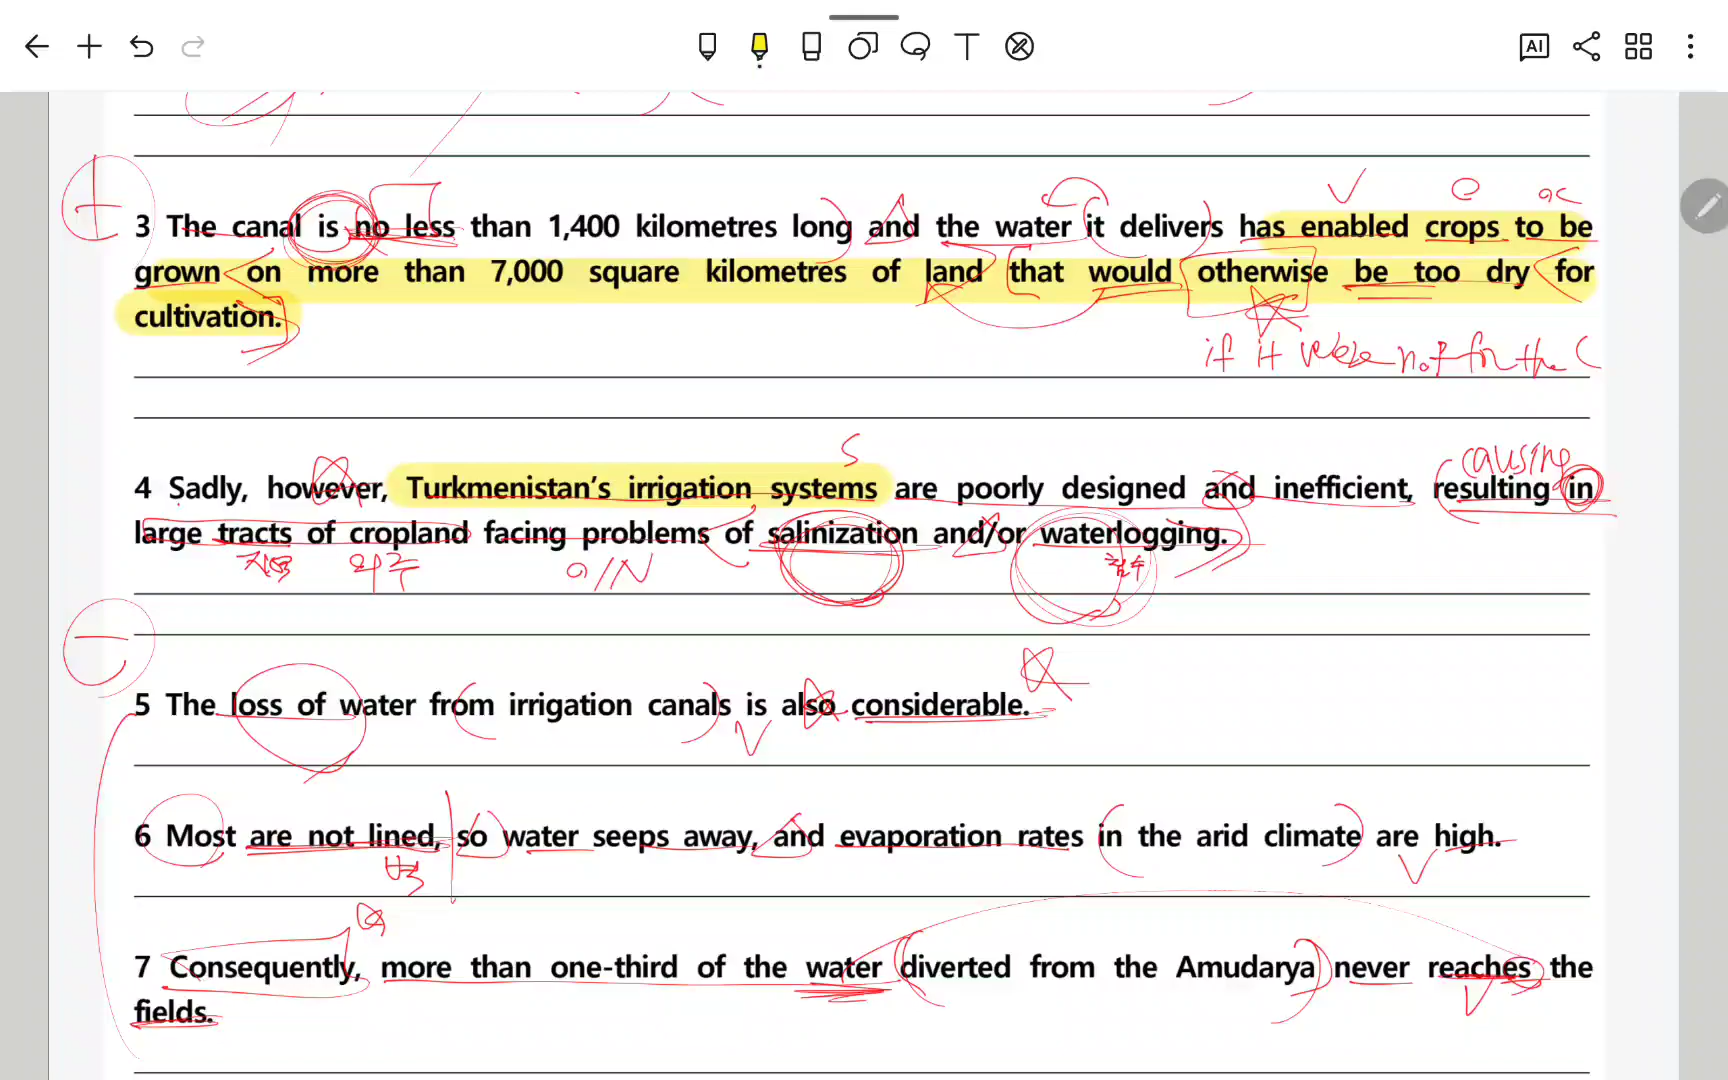 AI
V
3 The canal is no less than 1,400 kilometres long and the water it delivers has enabled crops to be
grown on more than 7,000 square kilometres of land that would otherwise be too dry for
cultivation.
if it were not for the
S
causing
4 Sadly, however, Turkmenistan's irrigation systems are poorly designed and inefficient, resulting in
large tracts of cropland facing problems of salinization and/or waterlogging.
침수
5 The loss of water from irrigation canals is also considerable.
V
6 Most are not lined, so water seeps away, and evaporation rates in the arid climate are high.
V
7 Consequently, more than one-third of the water diverted from the Amudarya never reaches the
V
fields.